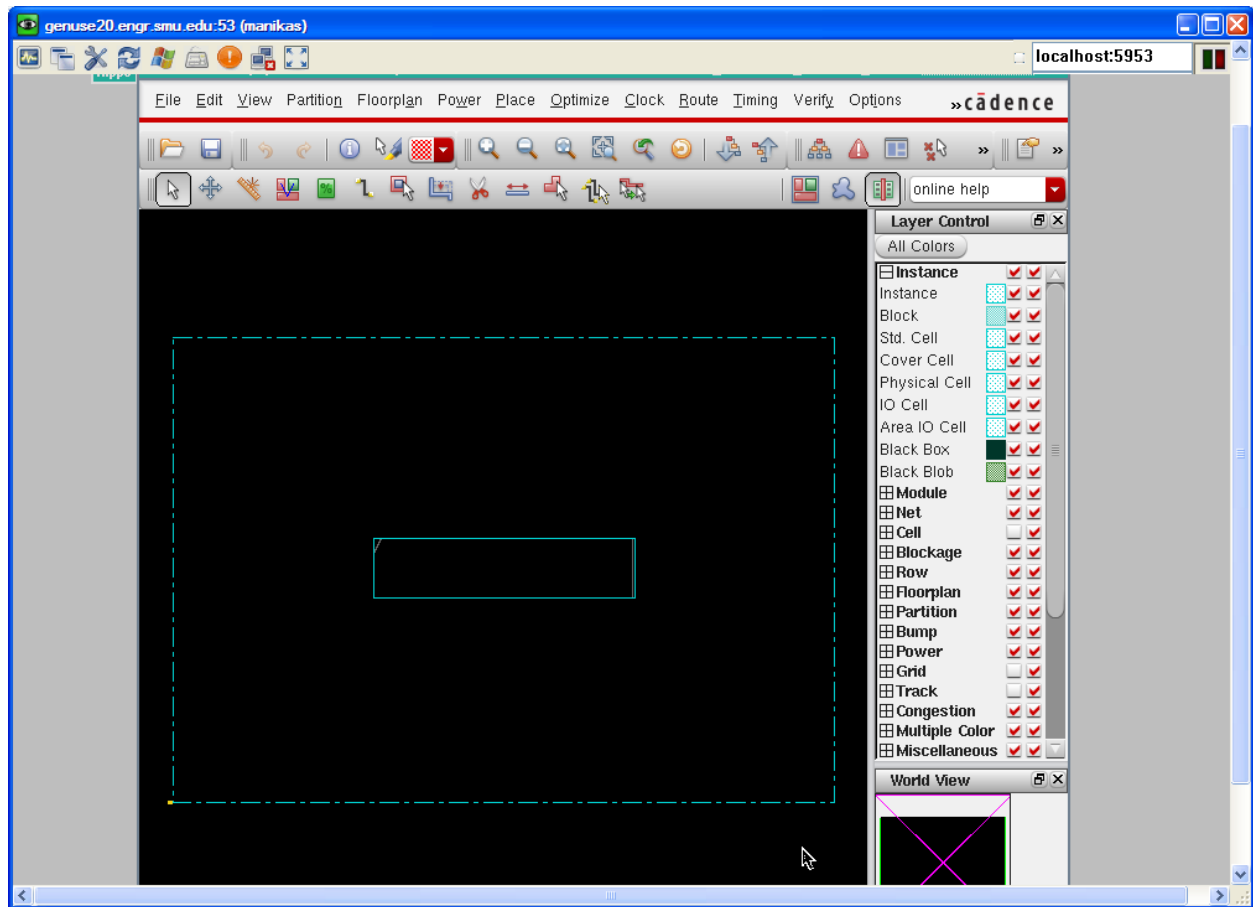 genuse20.engr.smu.edu:53 (manikas)
localhost:5953
File Edit View Partition Floorplan Power Place Optimize Clock Route Timing Verify Options »cādence
» »
online help
Layer Control
All Colors
Instance
Instance
Block
Std. Cell
Cover Cell
Physical Cell
IO Cell
Area IO Cell
Black Box
Black Blob
Module
Net
Cell
Blockage
Row
Floorplan
Partition
Bump
Power
Grid
Track
Congestion
Multiple Color
Miscellaneous
World View